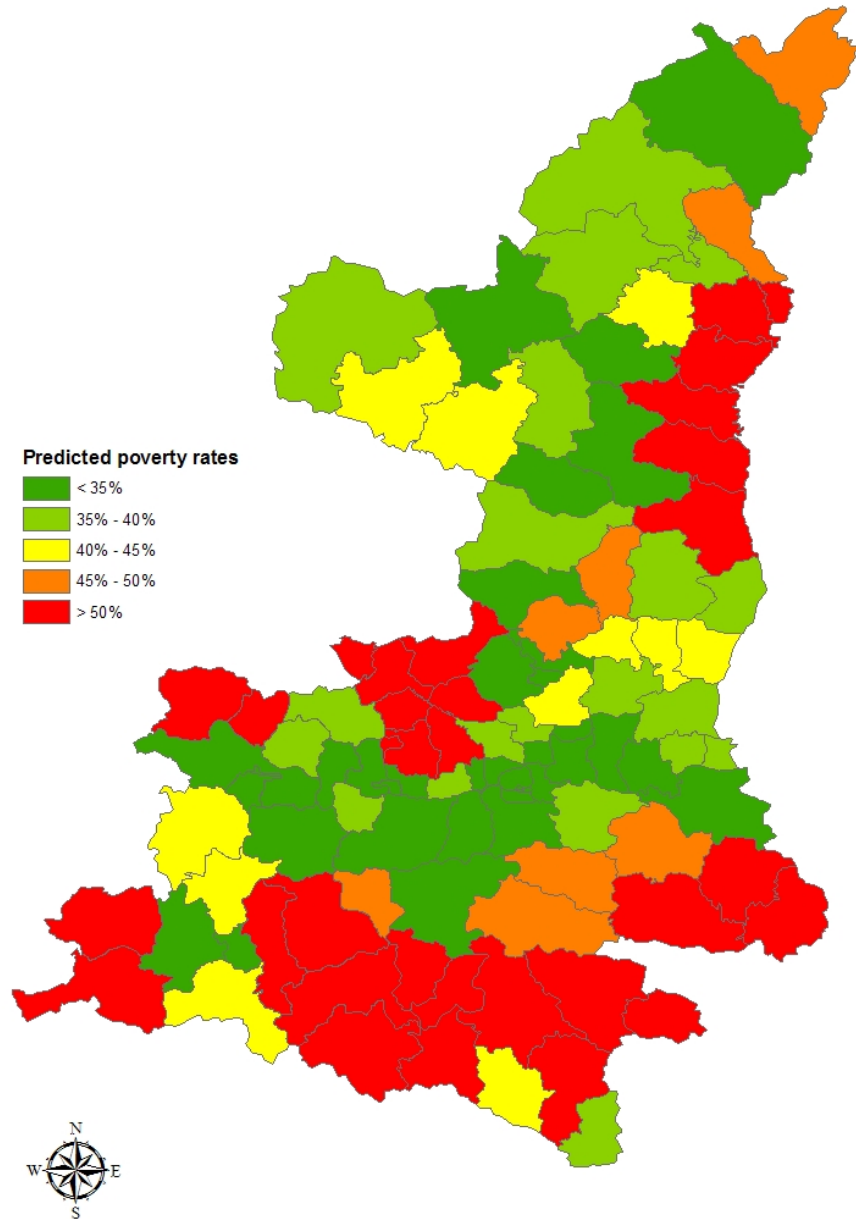 Predicted poverty rates
< 35%
35% - 40%
40% - 45%
45% - 50%
> 50%
N
W E
S